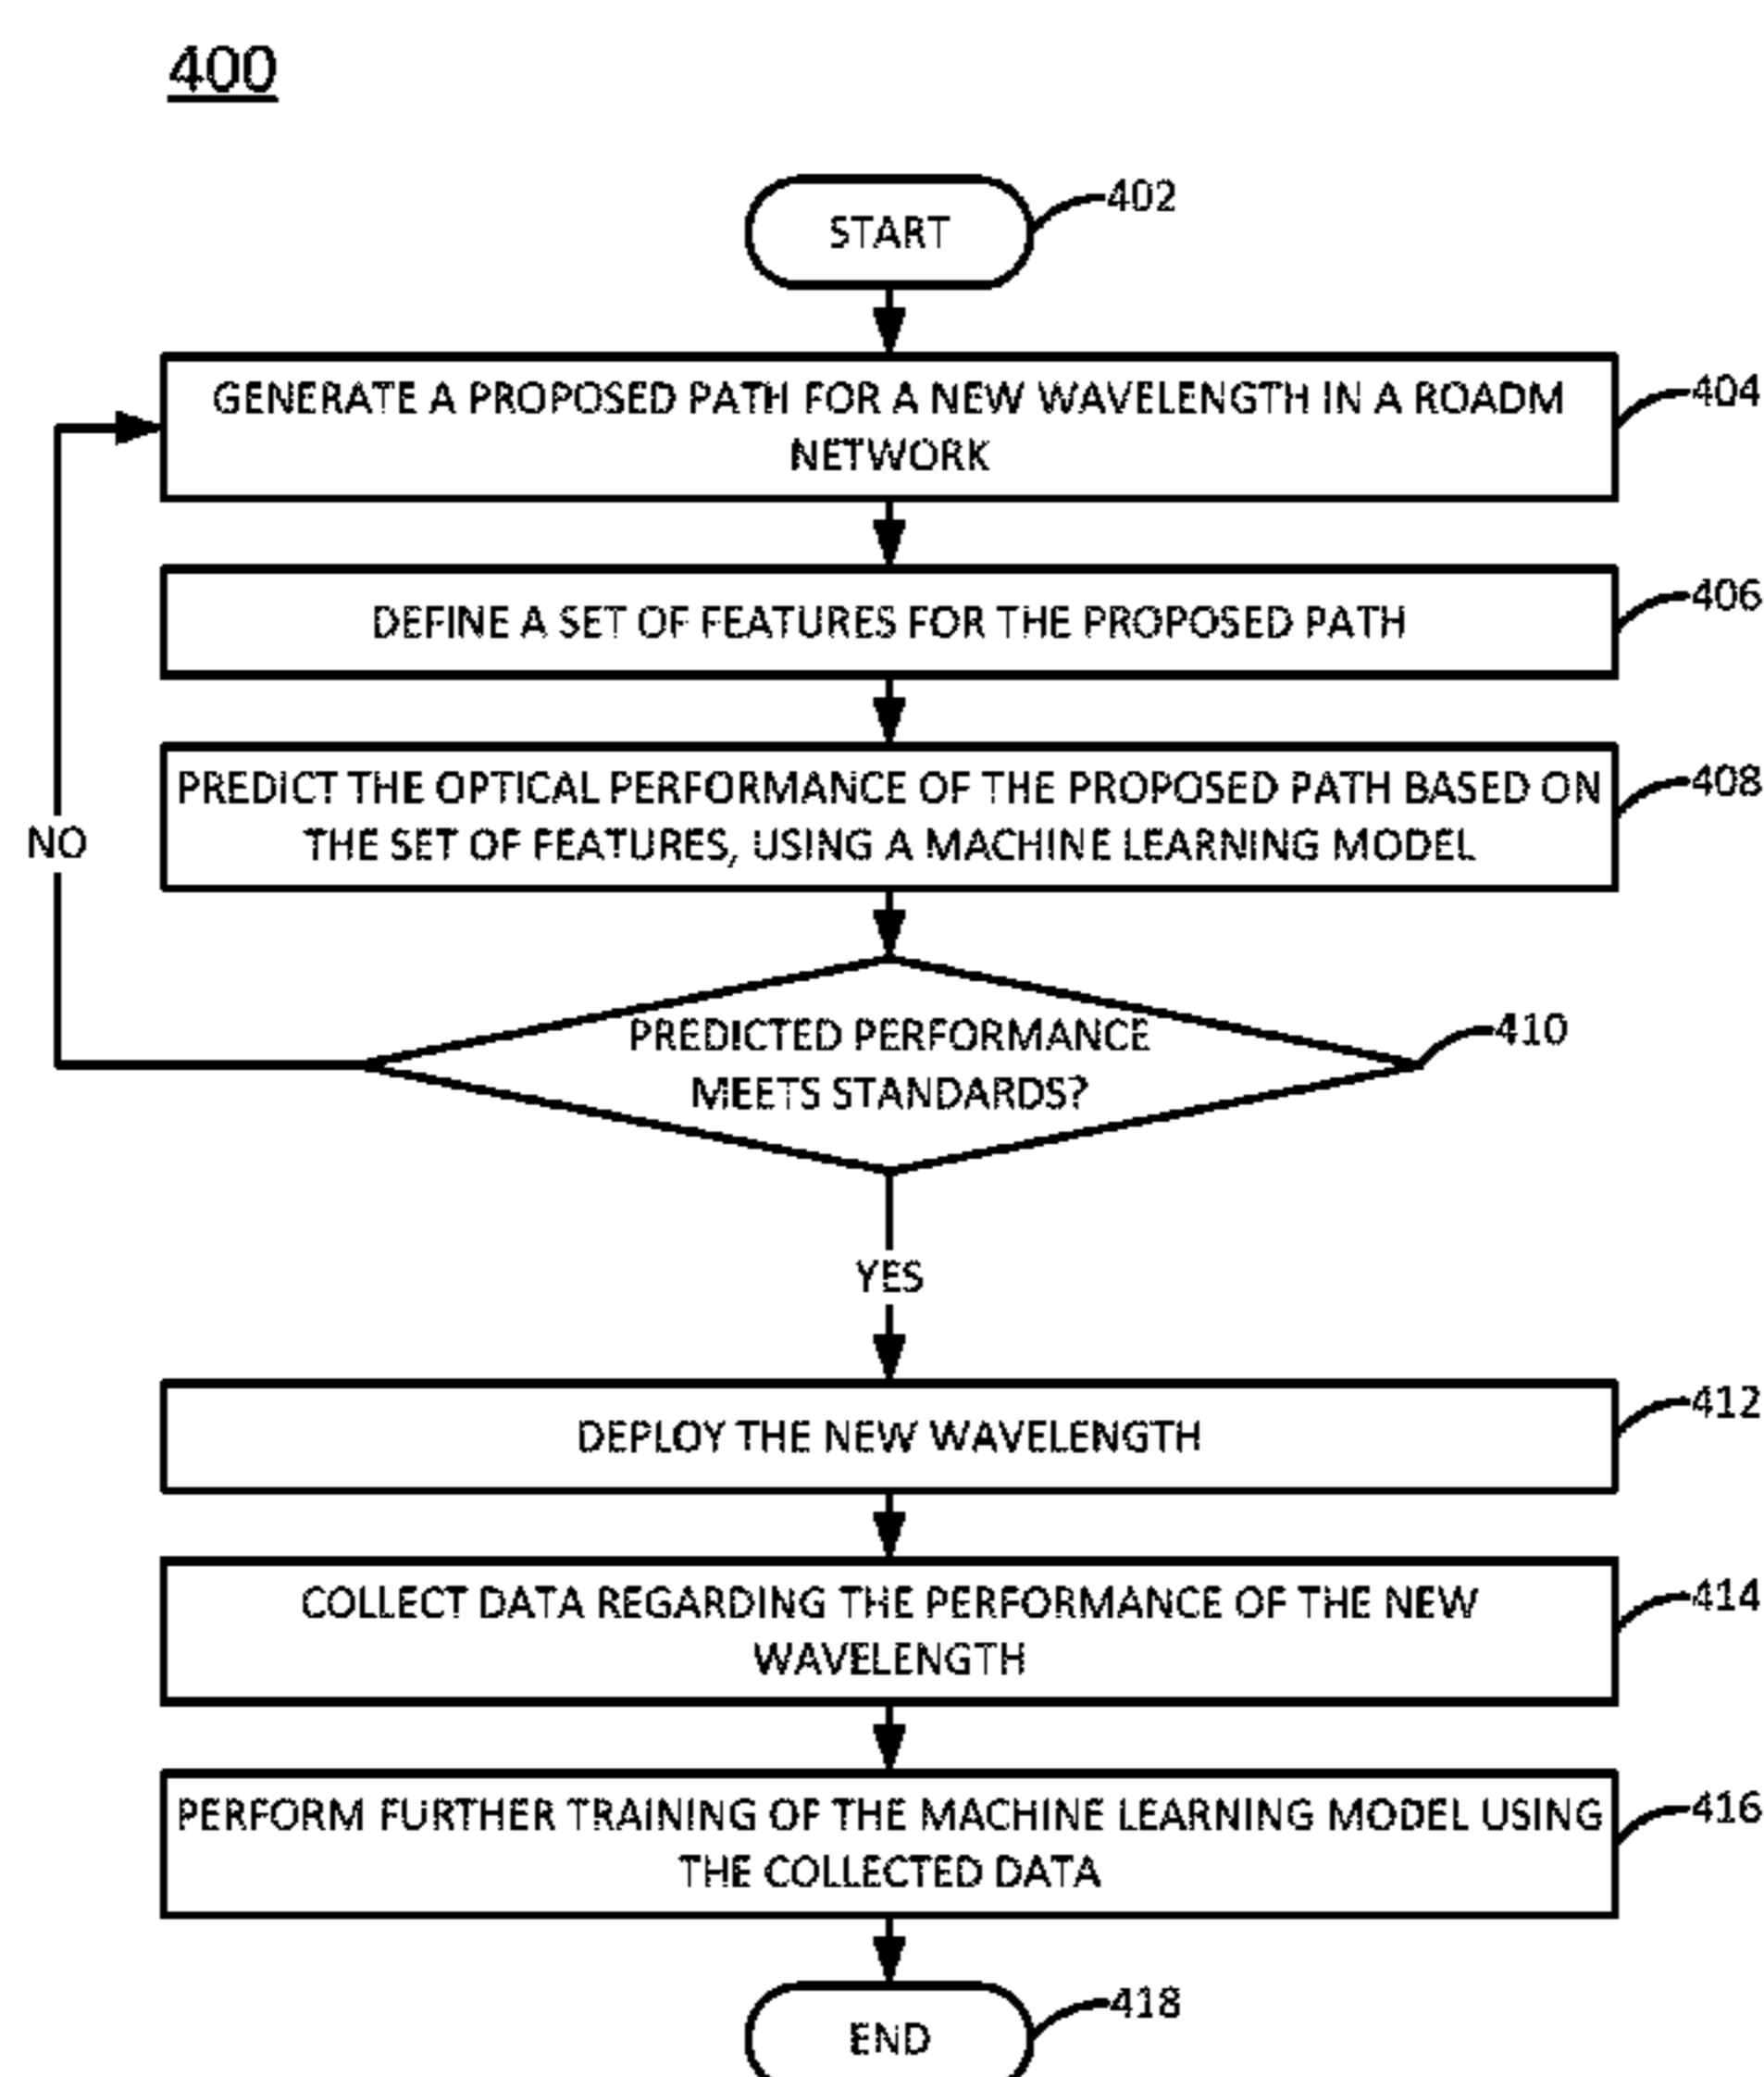 400
START
402
GENERATE A PROPOSED PATH FOR A NEW WAVELENGTH IN A ROADM
NETWORK
404
DEFINE A SET OF FEATURES FOR THE PROPOSED PATH
406
PREDICT THE OPTICAL PERFORMANCE OF THE PROPOSED PATH BASED ON
THE SET OF FEATURES, USING A MACHINE LEARNING MODEL
408
NO
PREDICTED PERFORMANCE
MEETS STANDARDS?
410
YES
DEPLOY THE NEW WAVELENGTH
412
COLLECT DATA REGARDING THE PERFORMANCE OF THE NEW
WAVELENGTH
414
PERFORM FURTHER TRAINING OF THE MACHINE LEARNING MODEL USING
THE COLLECTED DATA
416
END
418